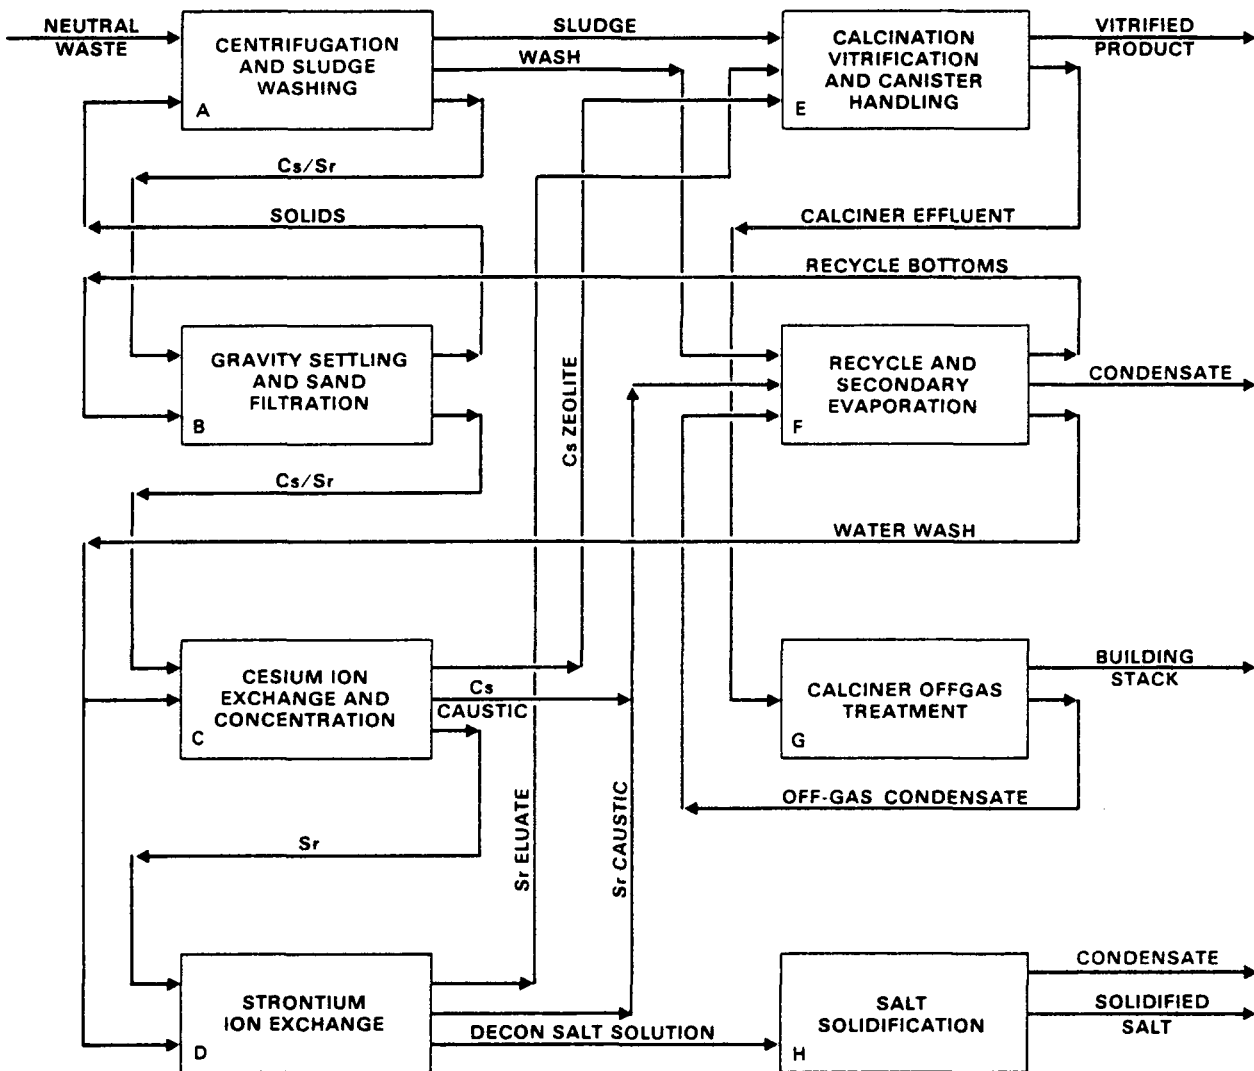 NEUTRAL
WASTE
CENTRIFUGATION
AND SLUDGE
WASHING
A
SLUDGE
WASH
CALCINATION
VITRIFICATION
AND CANISTER
HANDLING
E
VITRIFIED
PRODUCT
Cs/Sr
SOLIDS
CALCINER EFFLUENT
RECYCLE BOTTOMS
GRAVITY SETTLING
AND SAND
FILTRATION
B
Cs ZEOLITE
RECYCLE AND
SECONDARY
EVAPORATION
F
CONDENSATE
Cs/Sr
WATER WASH
CESIUM ION
EXCHANGE AND
CONCENTRATION
C
Cs
CAUSTIC
CALCINER OFFGAS
TREATMENT
G
BUILDING
STACK
OFF-GAS CONDENSATE
Sr
Sr ELUATE
Sr CAUSTIC
STRONTIUM
ION EXCHANGE
D
DECON SALT SOLUTION
SALT
SOLIDIFICATION
H
CONDENSATE
SOLIDIFIED
SALT